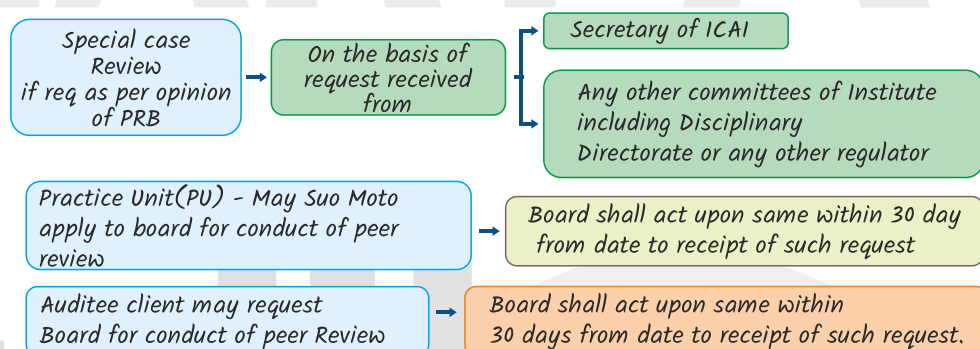 Special case
Review
if req as per opinion
of PRB
On the basis of
request received
from
Secretary of ICAI
Any other committees of Institute
including Disciplinary
Directorate or any other regulator
Practice Unit(PU) - May Suo Moto
apply to board for conduct of peer
review
Board shall act upon same within 30 day
from date to receipt of such request
Auditee client may request
Board for conduct of peer Review
Board shall act upon same within
30 days from date to receipt of such request.